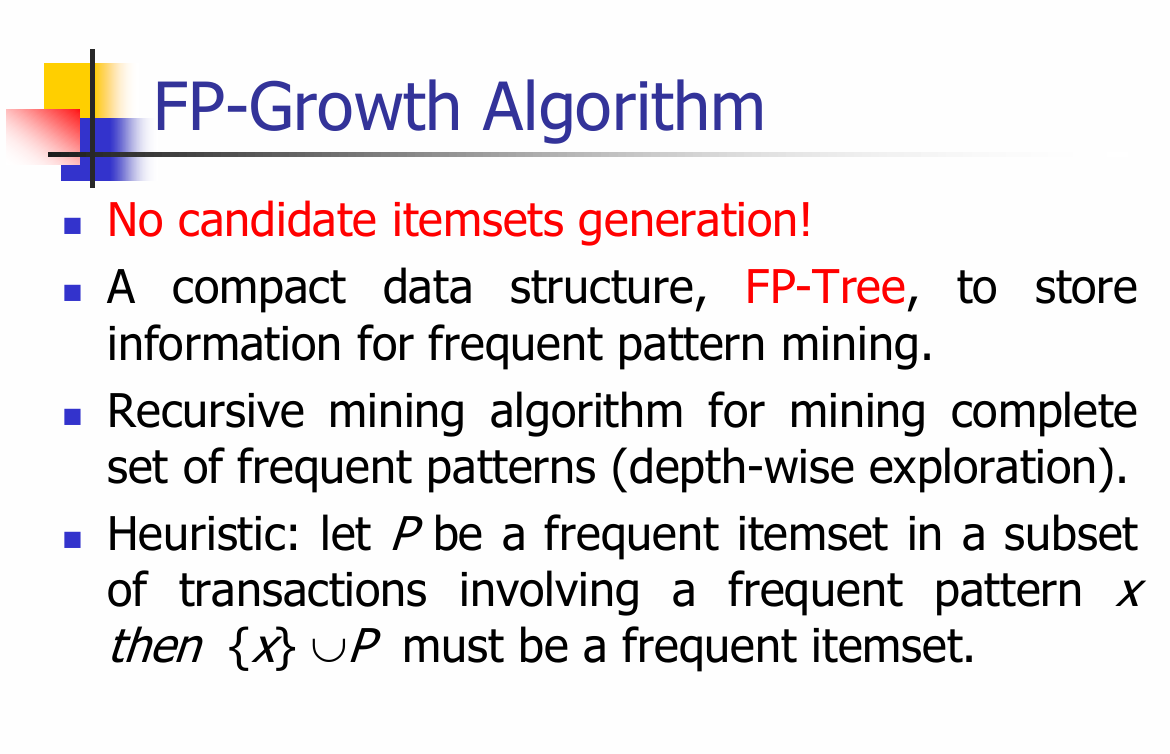 FP-Growth Algorithm
No candidate itemsets generation!
A compact data structure, FP-Tree, to store
information for frequent pattern mining.
Recursive mining algorithm for mining complete
set of frequent patterns (depth-wise exploration).
Heuristic: let P be a frequent itemset in a subset
of transactions involving a frequent pattern x
then {x} ∪P must be a frequent itemset.